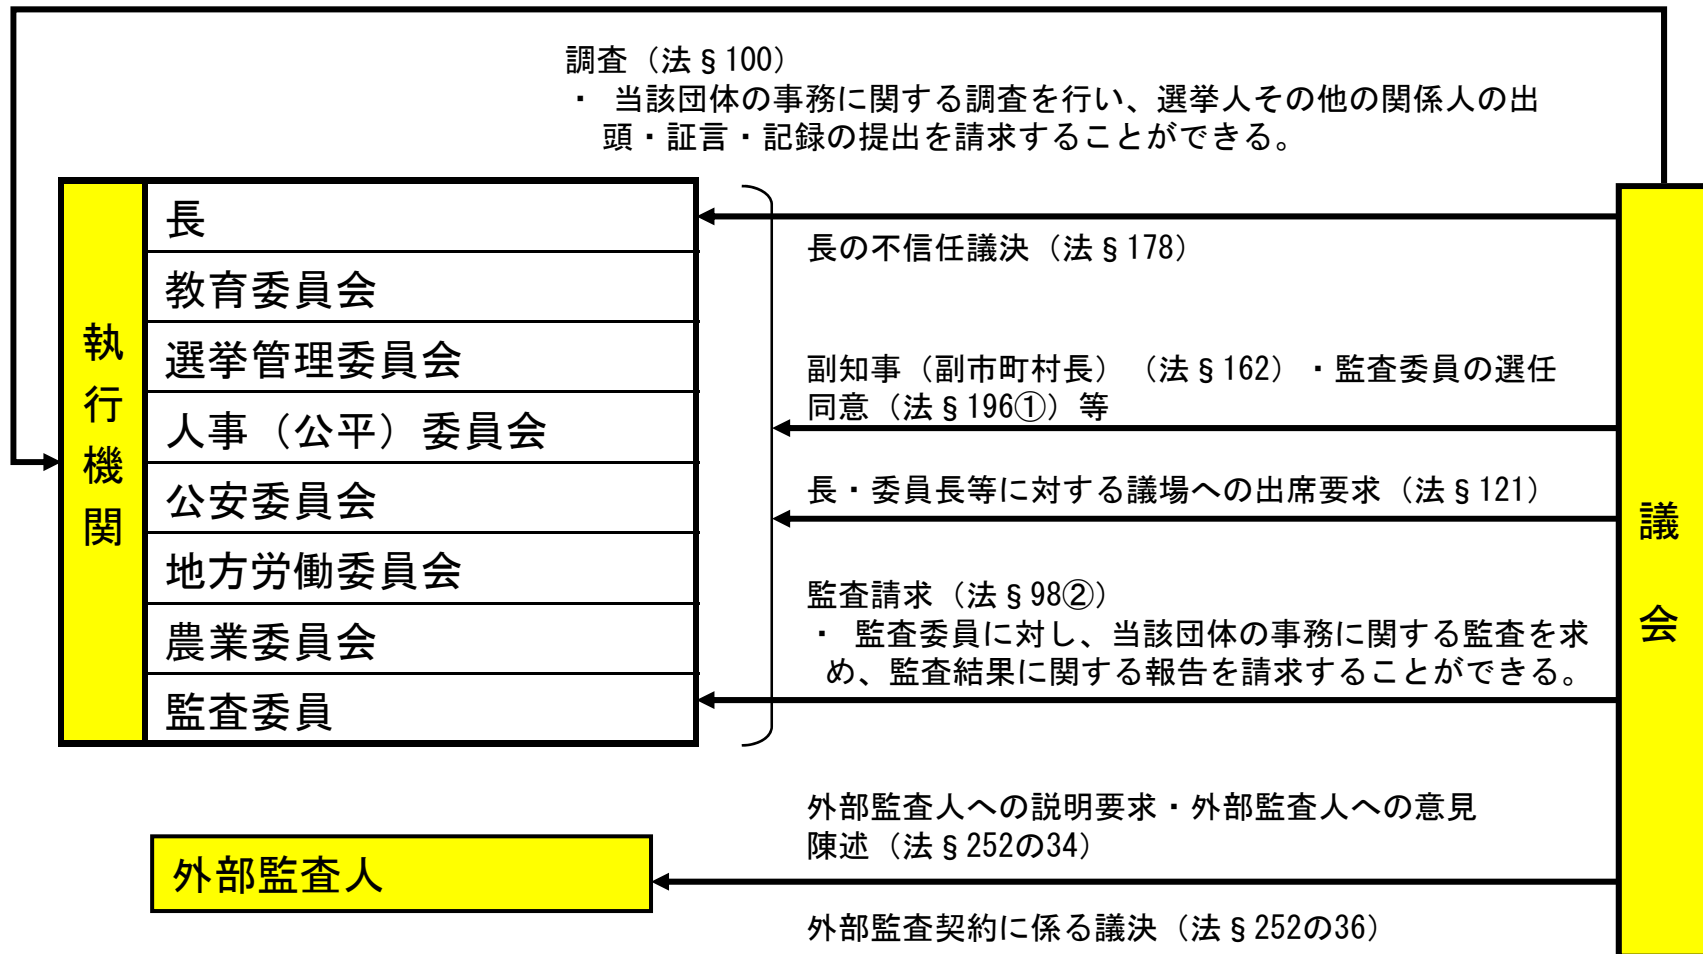 調査（法§100）
・ 当該団体の事務に関する調査を行い、選挙人その他の関係人の出
頭・証言・記録の提出を請求することができる。
執行機関
長
教育委員会
選挙管理委員会
人事（公平）委員会
公安委員会
地方労働委員会
農業委員会
監査委員
長の不信任議決（法§178）
副知事（副市町村長）（法§162）・監査委員の選任
同意（法§196①）等
長・委員長等に対する議場への出席要求（法§121）
監査請求（法§98②）
・ 監査委員に対し、当該団体の事務に関する監査を求
め、監査結果に関する報告を請求することができる。
議会
外部監査人
外部監査人への説明要求・外部監査人への意見
陳述（法§252の34）
外部監査契約に係る議決（法§252の36）